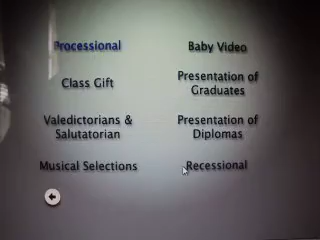 Processional
Baby Video
Class Gift
Presentation of
Graduates
Valedictorians &
Salutatorian
Presentation of
Diplomas
Musical Selections
Recessional